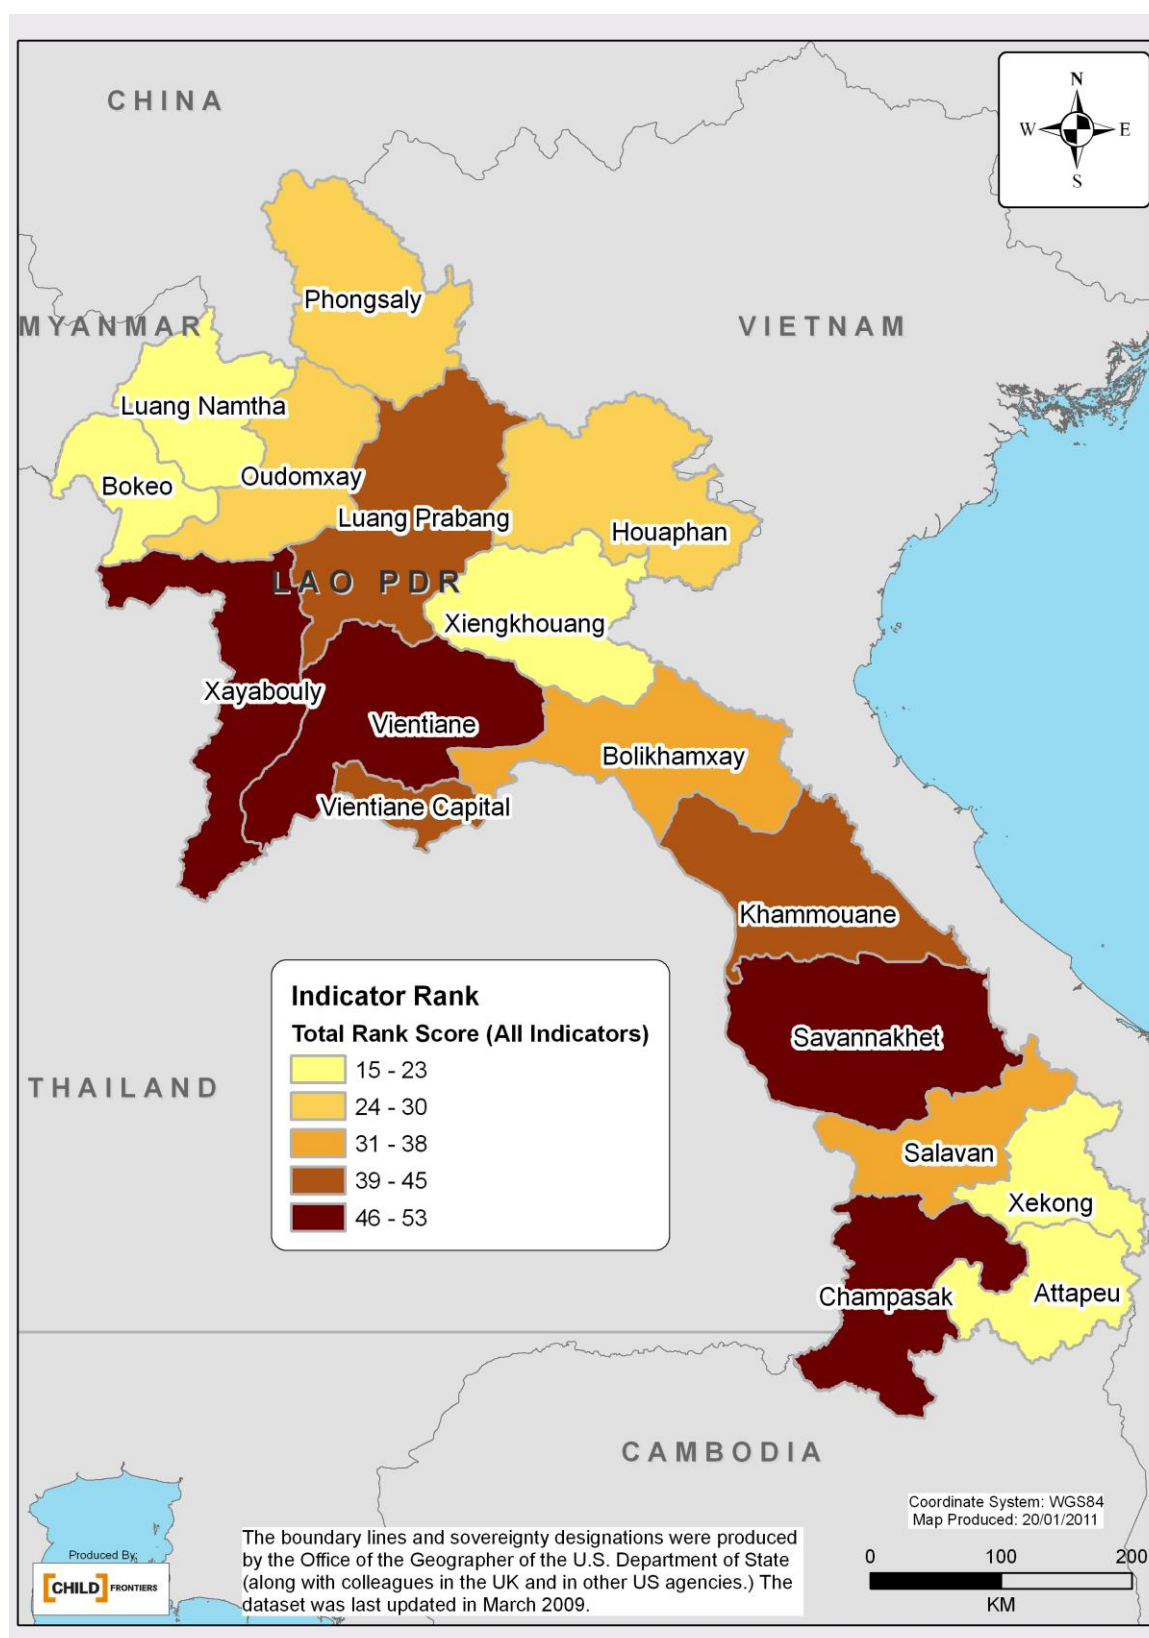 CHINA
N
W E
S
Phongsaly
MYANMAR
VIETNAM
Luang Namtha
Bokeo
Oudomxay
Luang Prabang
Houaphan
LAO PDR
Xiengkhouang
Xayabouly
Vientiane
Bolikhamxay
Vientiane Capital
Khammouane
Indicator Rank
Total Rank Score (All Indicators)
15 - 23
24 - 30
31 - 38
39 - 45
46 - 53
Savannakhet
THAILAND
Salavan
Xekong
Champasak
Attapeu
CAMBODIA
Coordinate System: WGS84
Map Produced: 20/01/2011
Produced By:
[CHILD] FRONTIERS
The boundary lines and sovereignty designations were produced
by the Office of the Geographer of the U.S. Department of State
(along with colleagues in the UK and in other US agencies.) The
dataset was last updated in March 2009.
0 100 200
KM